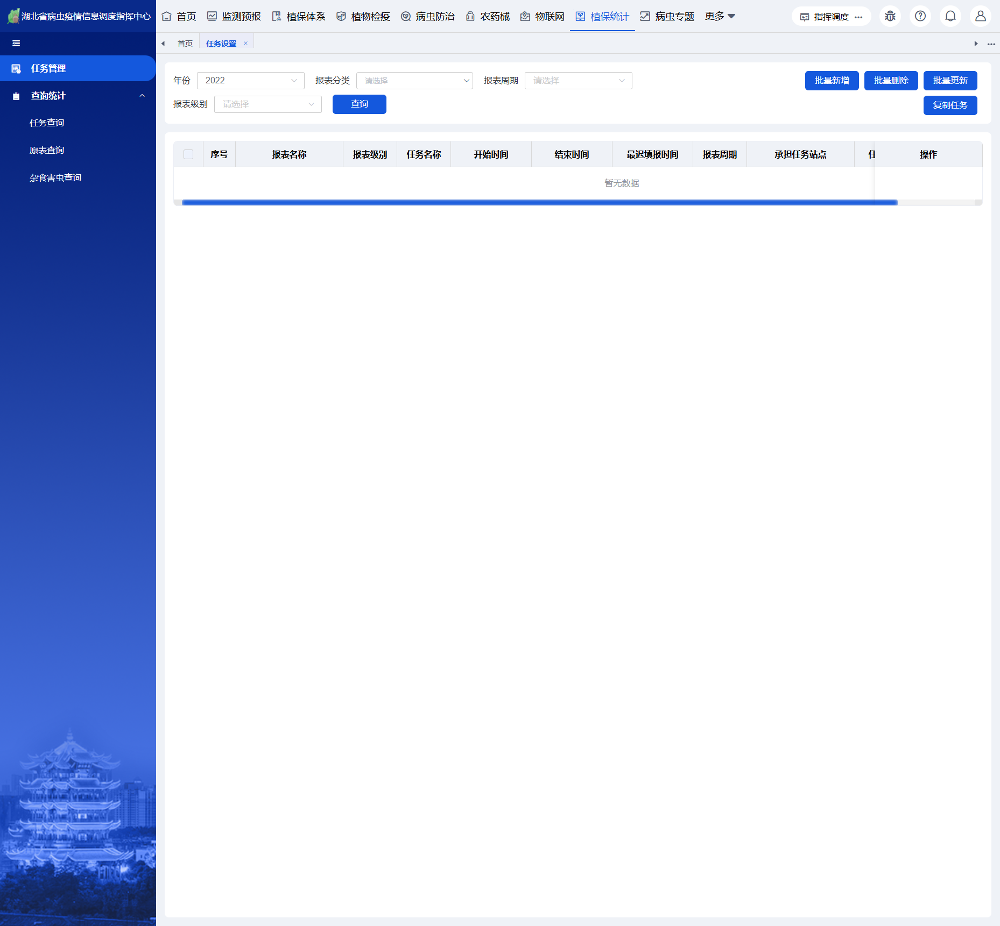 湖北省病虫疫情信息调度指挥中心
首页 监测预报 植保体系 植物检疫 病虫防治 农药械 物联网 植保统计 病虫专题 更多 指挥调度
首页 任务设置
任务管理
查询统计
任务查询
原表查询
杂食害虫查询
年份 2022 报表分类 请选择 报表周期 请选择 批量新增 批量删除 批量更新
报表级别 请选择 查询 复制任务
序号 报表名称 报表级别 任务名称 开始时间 结束时间 最迟填报时间 报表周期 承担任务站点 任 操作
暂无数据